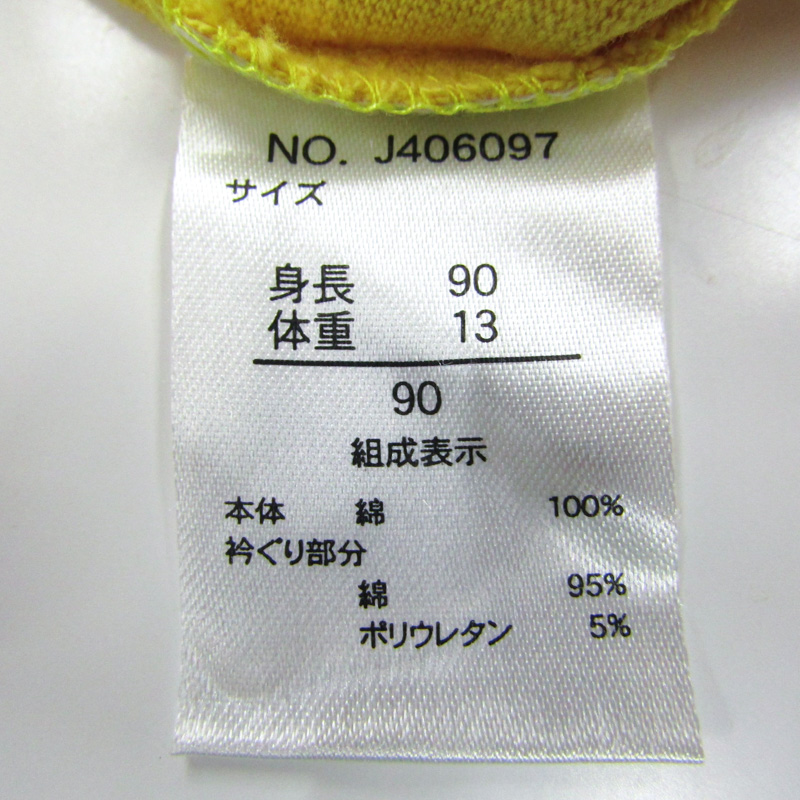 NO. J406097
サイズ
身長 90
体重 13
90
組成表示
本体 綿 100%
衿ぐり部分
綿 95%
ポリウレタン 5%